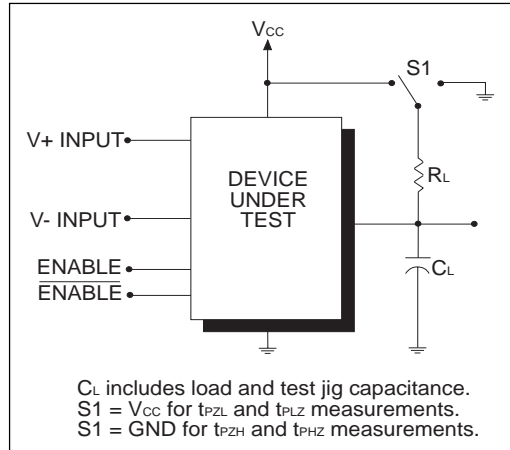 VCC
S1
V+ INPUT
DEVICE
UNDER
TEST
RL
V- INPUT
CL
ENABLE
ENABLE
CL includes load and test jig capacitance.
S1 = VCC for tPZL and tPLZ measurements.
S1 = GND for tPZH and tPHZ measurements.